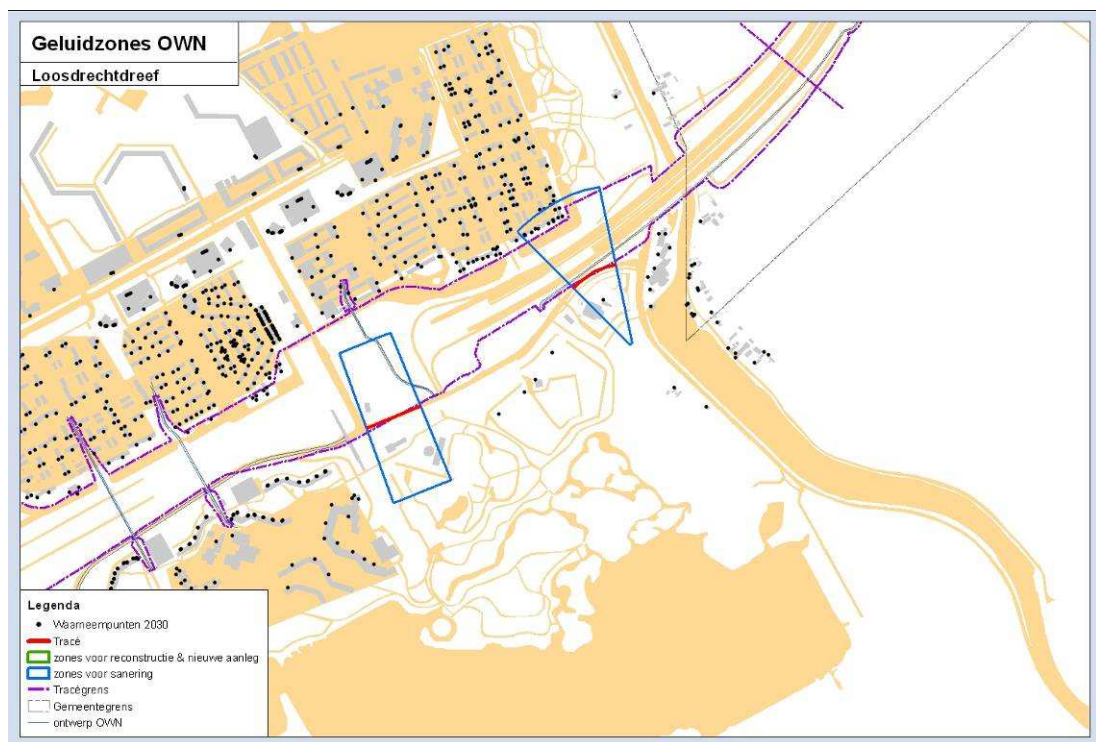 Geluidzones OWN
Loosdrechtdreef
Legenda
Waarneempunten 2030
Tracé
zones voor reconstructie & nieuwe aanleg
zones voor sanering
Tracégrens
Gemeentegrens
ontwerp OWN